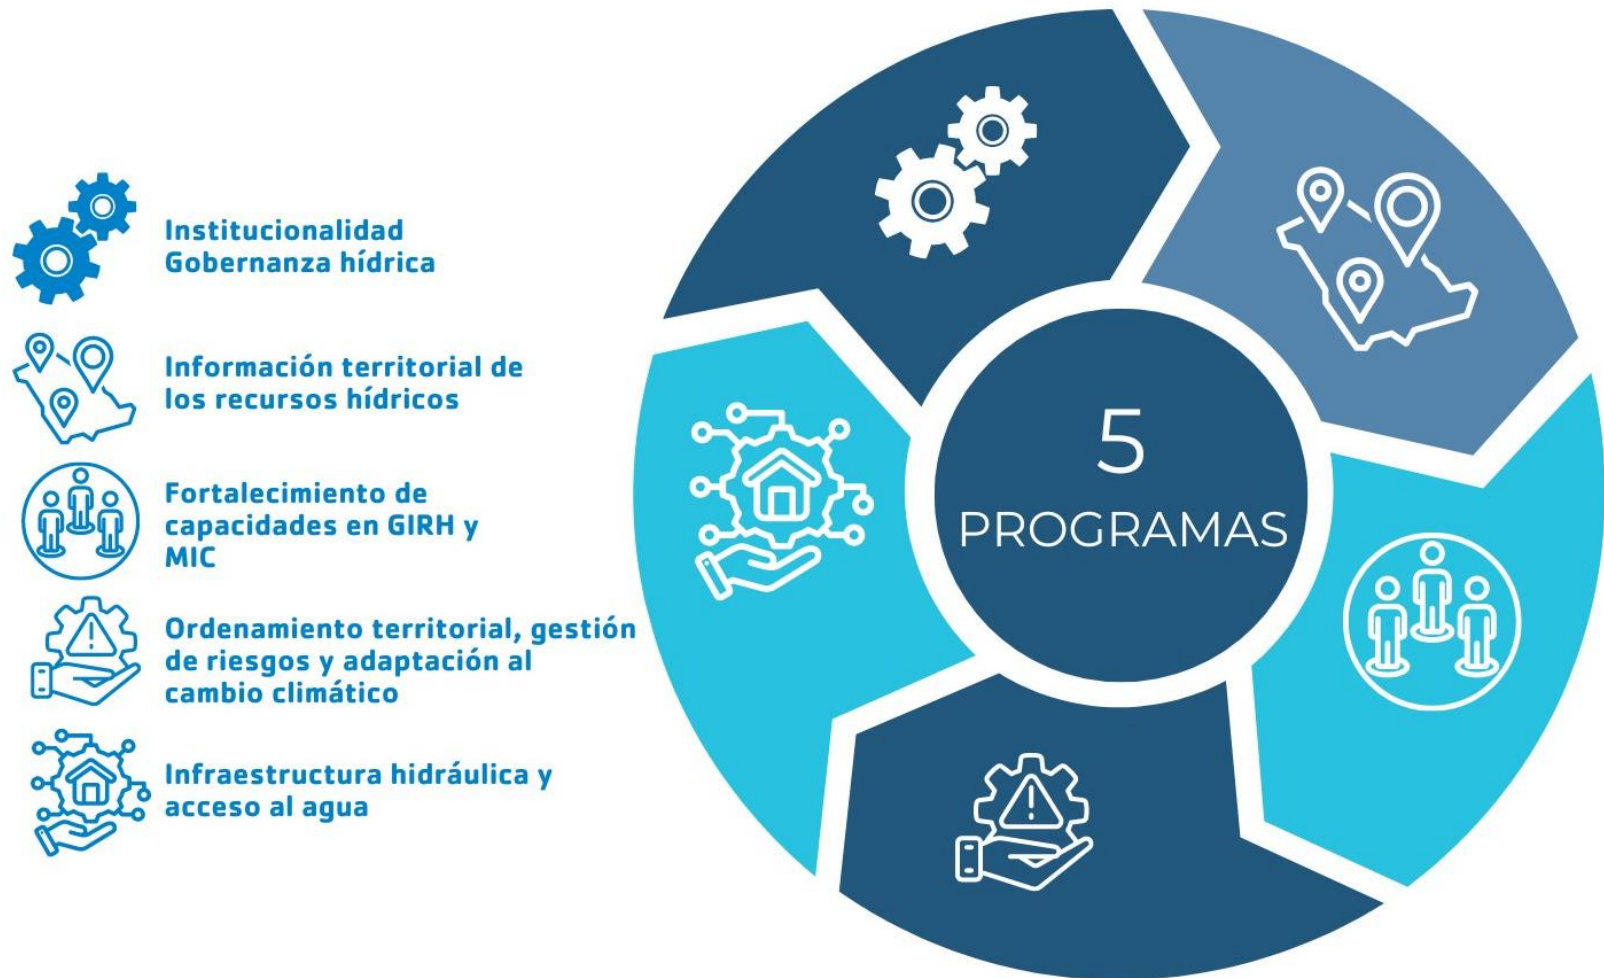 Institucionalidad
Gobernanza hídrica
Información territorial de
los recursos hídricos
Fortalecimiento de
capacidades en GIRH y
MIC
Ordenamiento territorial, gestión
de riesgos y adaptación al
cambio climático
Infraestructura hidráulica y
acceso al agua
5
PROGRAMAS